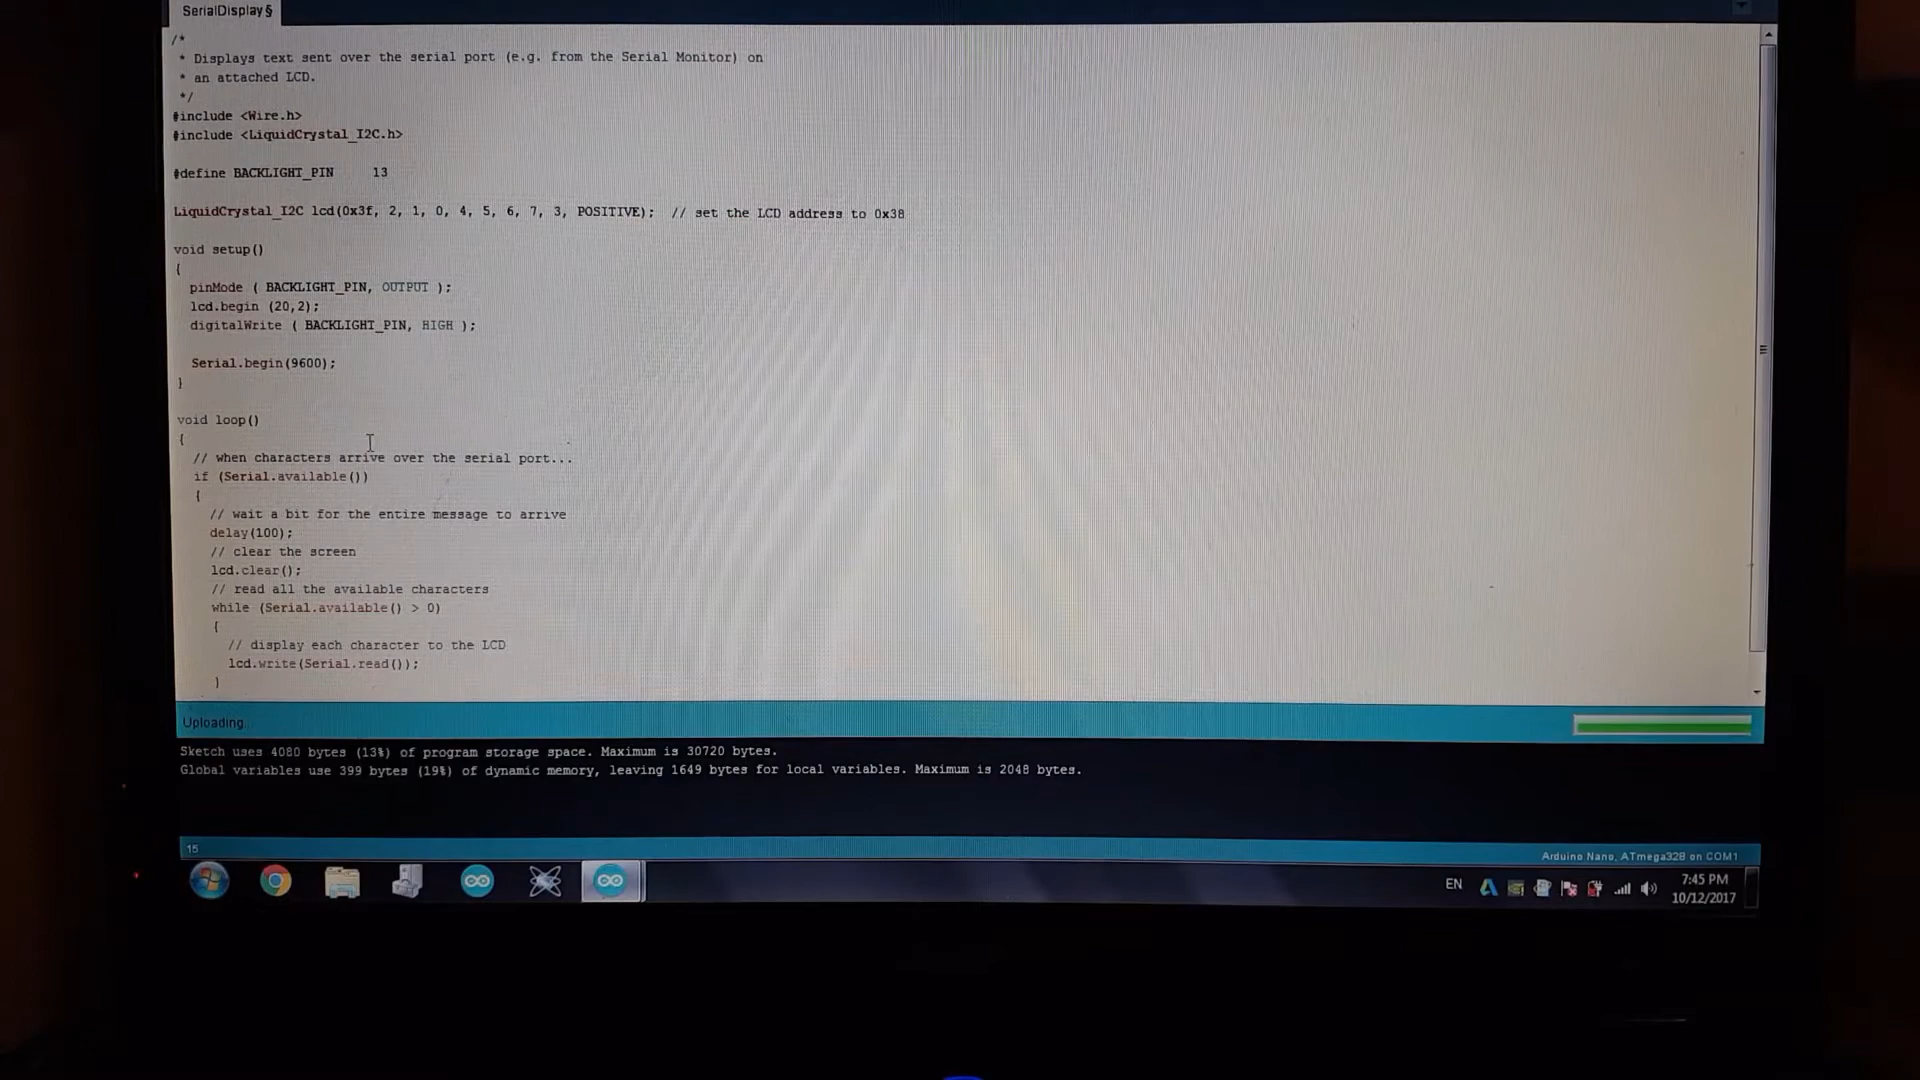 SerialDisplay§
/*
* Displays text sent over the serial port (e.g. from the Serial Monitor) on
* an attached LCD.
*/
#include <Wire.h>
#include <LiquidCrystal_I2C.h>
#define BACKLIGHT_PIN 13
LiquidCrystal_I2C lcd(0x3f, 2, 1, 0, 4, 5, 6, 7, 3, POSITIVE); // set the LCD address to 0x38
void setup()
{
pinMode ( BACKLIGHT_PIN, OUTPUT );
lcd.begin (20,2);
digitalWrite ( BACKLIGHT_PIN, HIGH );
Serial.begin(9600);
}
void loop()
{
// when characters arrive over the serial port...
if (Serial.available())
{
// wait a bit for the entire message to arrive
delay(100);
// clear the screen
lcd.clear();
// read all the available characters
while (Serial.available() > 0)
{
// display each character to the LCD
lcd.write(Serial.read());
}
Uploading...
Sketch uses 4080 bytes (13%) of program storage space. Maximum is 30720 bytes.
Global variables use 399 bytes (19%) of dynamic memory, leaving 1649 bytes for local variables. Maximum is 2048 bytes.
15
Arduino Nano, ATmega328 on COM1
EN
7:45 PM
10/12/2017